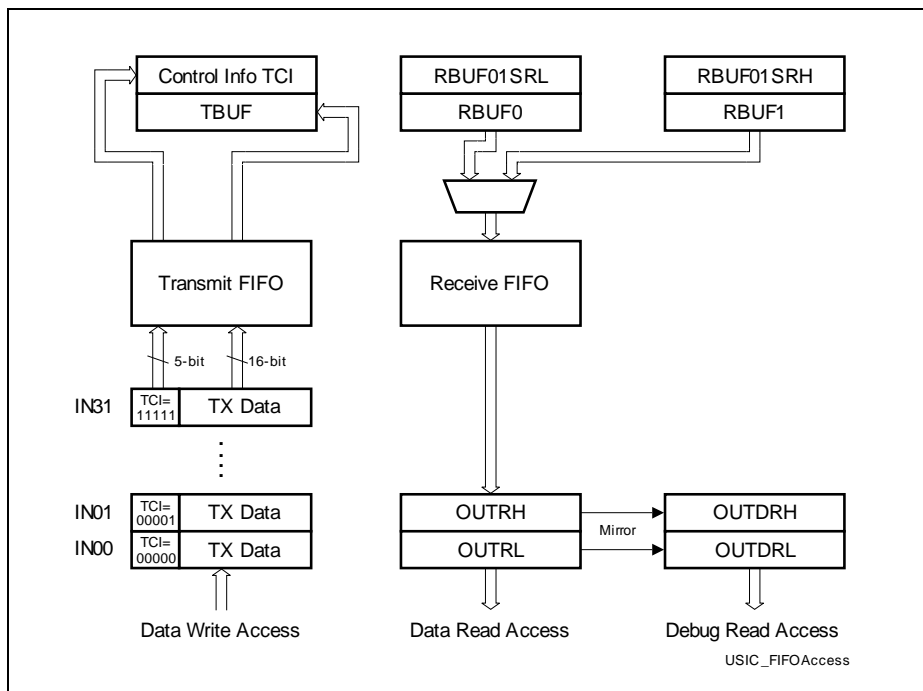 Control Info TCI
TBUF
RBUF01SRL
RBUF0
RBUF01SRH
RBUF1
Transmit FIFO
Receive FIFO
5-bit
16-bit
IN31
TCI=
11111
TX Data
IN01
TCI=
00001
TX Data
IN00
TCI=
00000
TX Data
OUTRH
OUTRL
Mirror
OUTDRH
OUTDRL
Data Write Access
Data Read Access
Debug Read Access
USIC_FIFOAccess